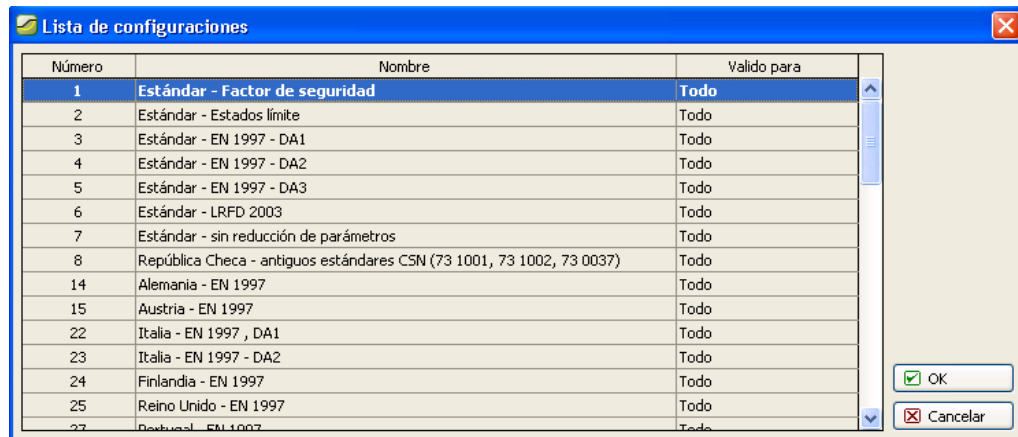 Lista de configuraciones
Número Nombre Valido para
1 Estándar - Factor de seguridad Todo
2 Estándar - Estados límite Todo
3 Estándar - EN 1997 - DA1 Todo
4 Estándar - EN 1997 - DA2 Todo
5 Estándar - EN 1997 - DA3 Todo
6 Estándar - LRFD 2003 Todo
7 Estándar - sin reducción de parámetros Todo
8 República Checa - antiguos estándares CSN (73 1001, 73 1002, 73 0037) Todo
14 Alemania - EN 1997 Todo
15 Austria - EN 1997 Todo
22 Italia - EN 1997 , DA1 Todo
23 Italia - EN 1997 - DA2 Todo
24 Finlandia - EN 1997 Todo
25 Reino Unido - EN 1997 Todo
27 Portugal - EN 1997 Todo
OK
Cancelar